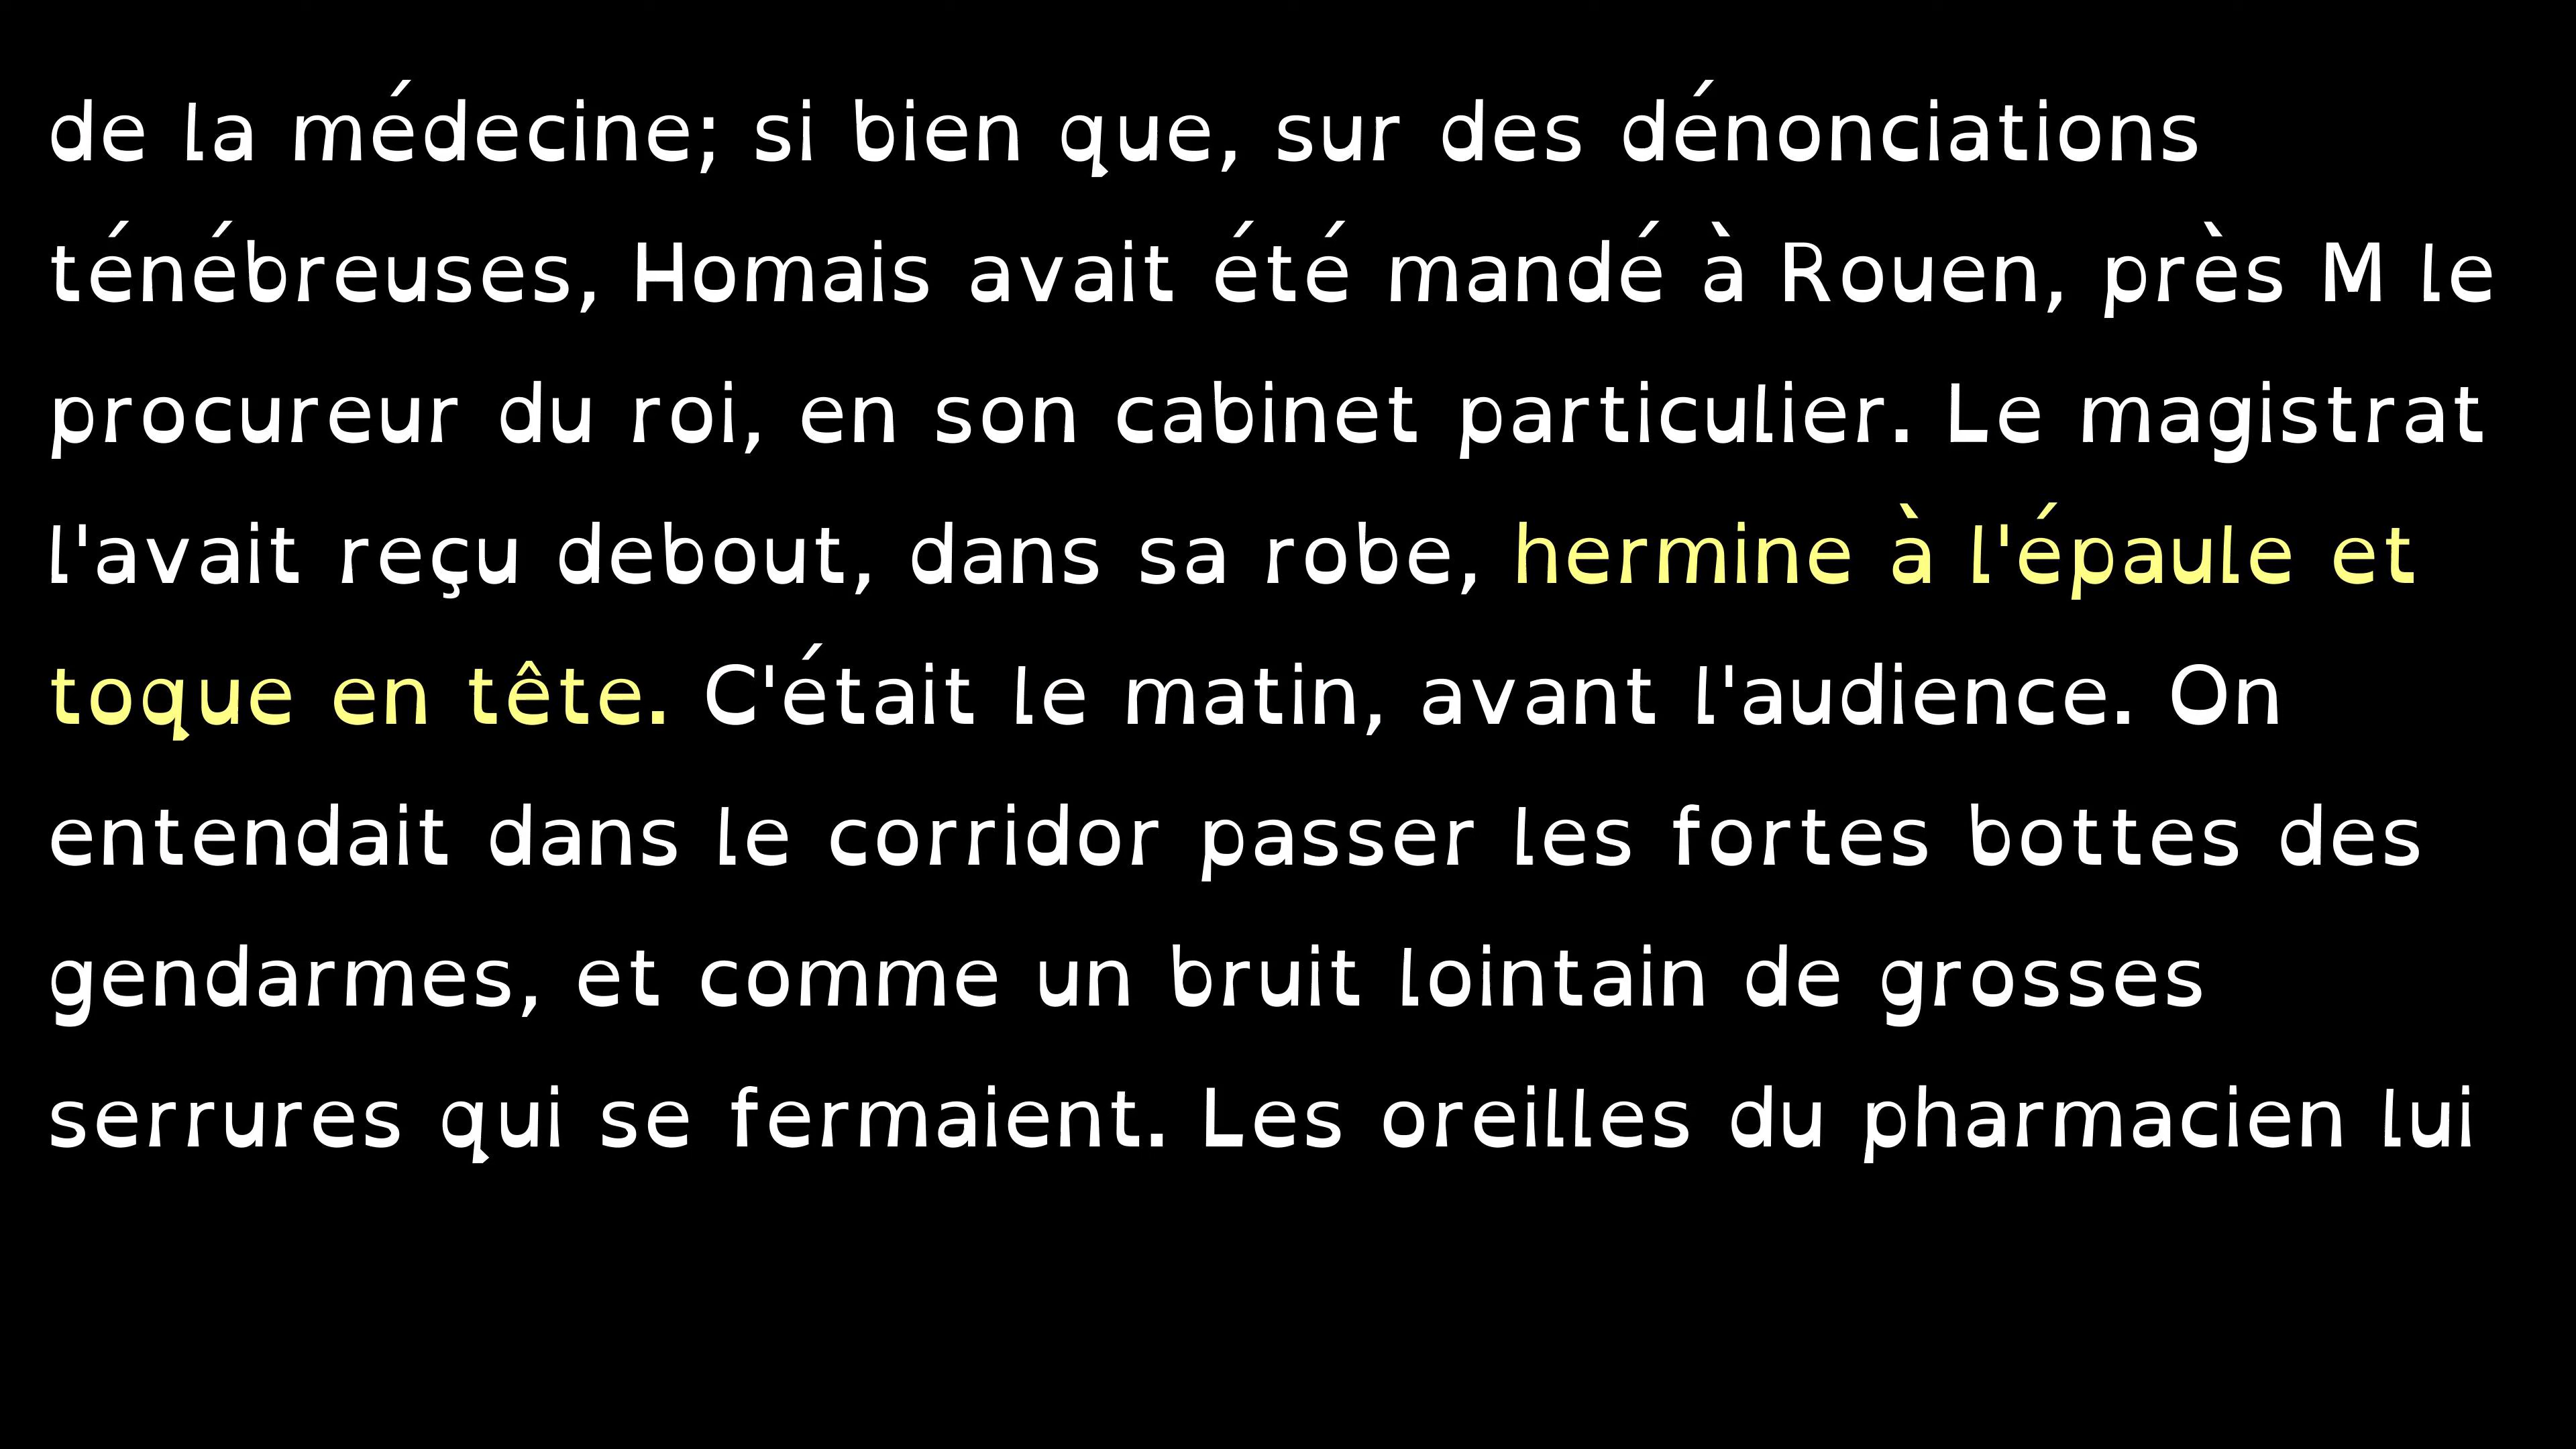 de la médecine; si bien que, sur des dénonciations
ténébreuses, Homais avait été mandé à Rouen, près M le
procureur du roi, en son cabinet particulier. Le magistrat
l'avait reçu debout, dans sa robe, hermine à l'épaule et
toque en tête. C'était le matin, avant l'audience. On
entendait dans le corridor passer les fortes bottes des
gendarmes, et comme un bruit lointain de grosses
serrures qui se fermaient. Les oreilles du pharmacien lui